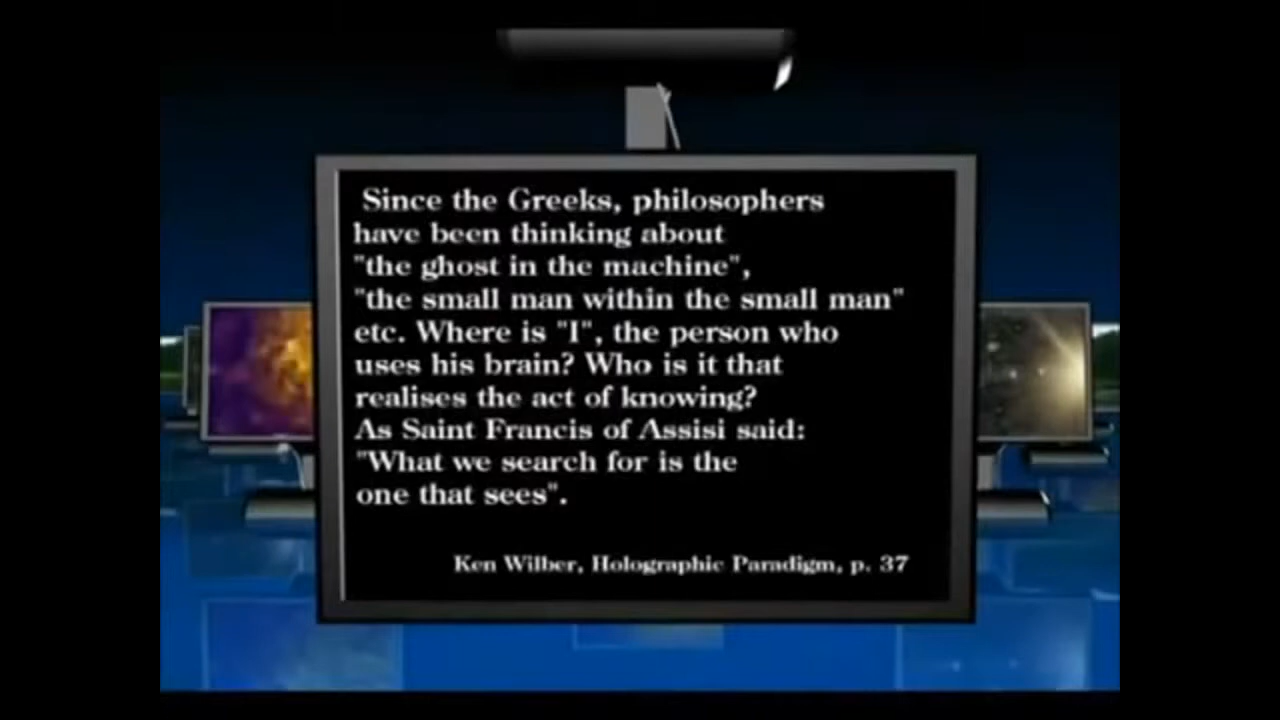 Since the Greeks, philosophers
have been thinking about
"the ghost in the machine",
"the small man within the small man"
etc. Where is "I", the person who
uses his brain? Who is it that
realises the act of knowing?
As Saint Francis of Assisi said:
"What we search for is the
one that sees".
Ken Wilber, Holographic Paradigm, p. 37